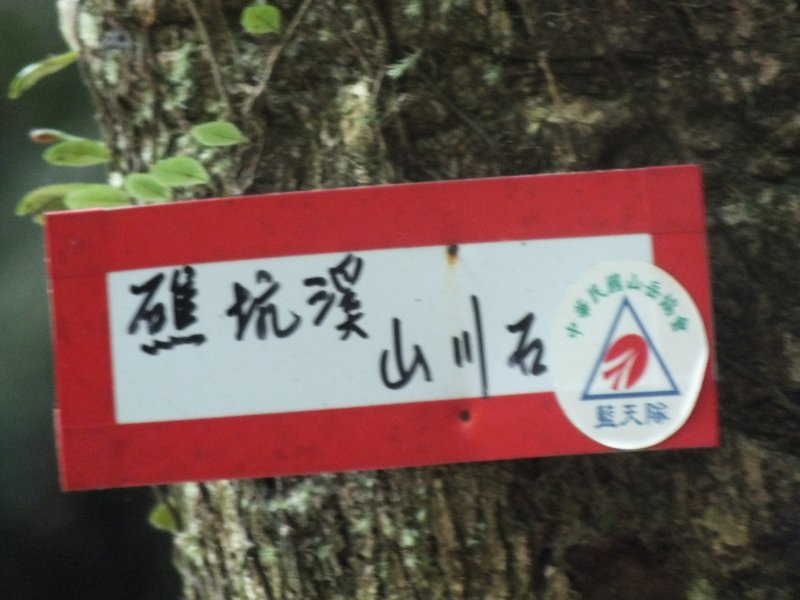 礁坑溪
山川石
中華民國山岳協會
藍天隊